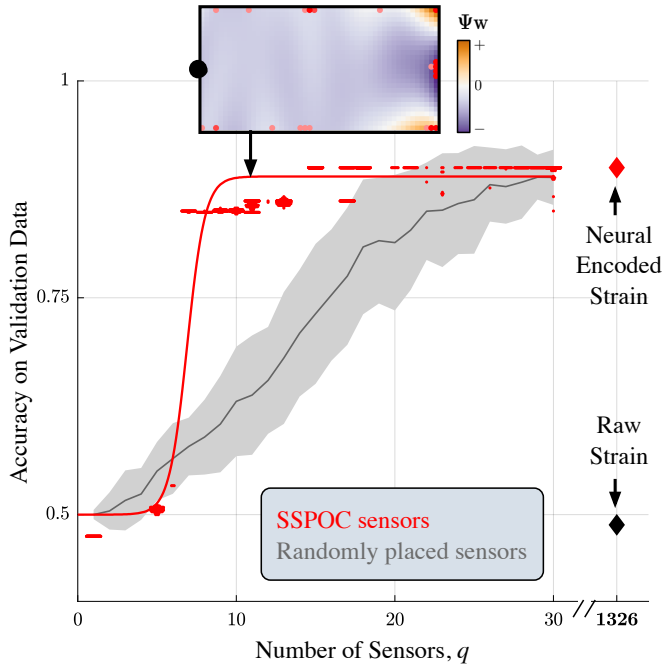 Ψw
+
0
−
1
0.75
0.5
Accuracy on Validation Data
Neural
Encoded
Strain
Raw
Strain
SSPOC sensors
Randomly placed sensors
0
10
20
30
1326
Number of Sensors, q